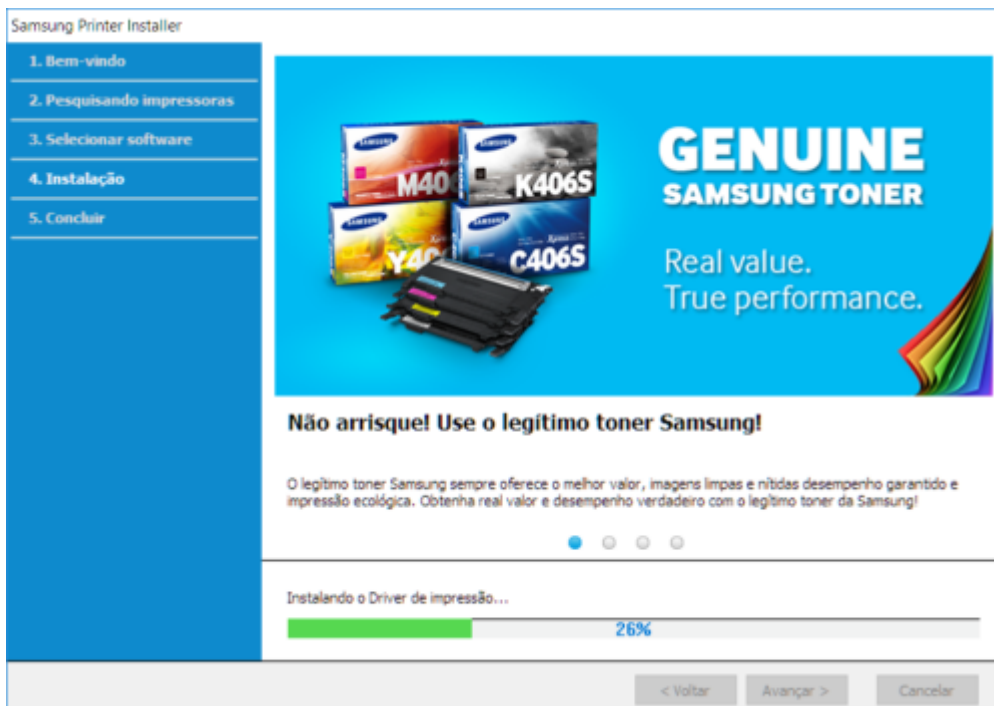 Samsung Printer Installer
1. Bem-vindo
2. Pesquisando impressoras
3. Selecionar software
4. Instalação
5. Concluir
SAMSUNG
SAMSUNG
M40
K406S
SAMSUNG
SAMSUNG
Y40
C406S
GENUINE
SAMSUNG TONER
Real value.
True performance.
Não arrisque! Use o legítimo toner Samsung!
O legítimo toner Samsung sempre oferece o melhor valor, imagens limpas e nítidas desempenho garantido e
impressão ecológica. Obtenha real valor e desempenho verdadeiro com o legítimo toner da Samsung!
Instalando o Driver de impressão...
26%
< Voltar
Avançar >
Cancelar